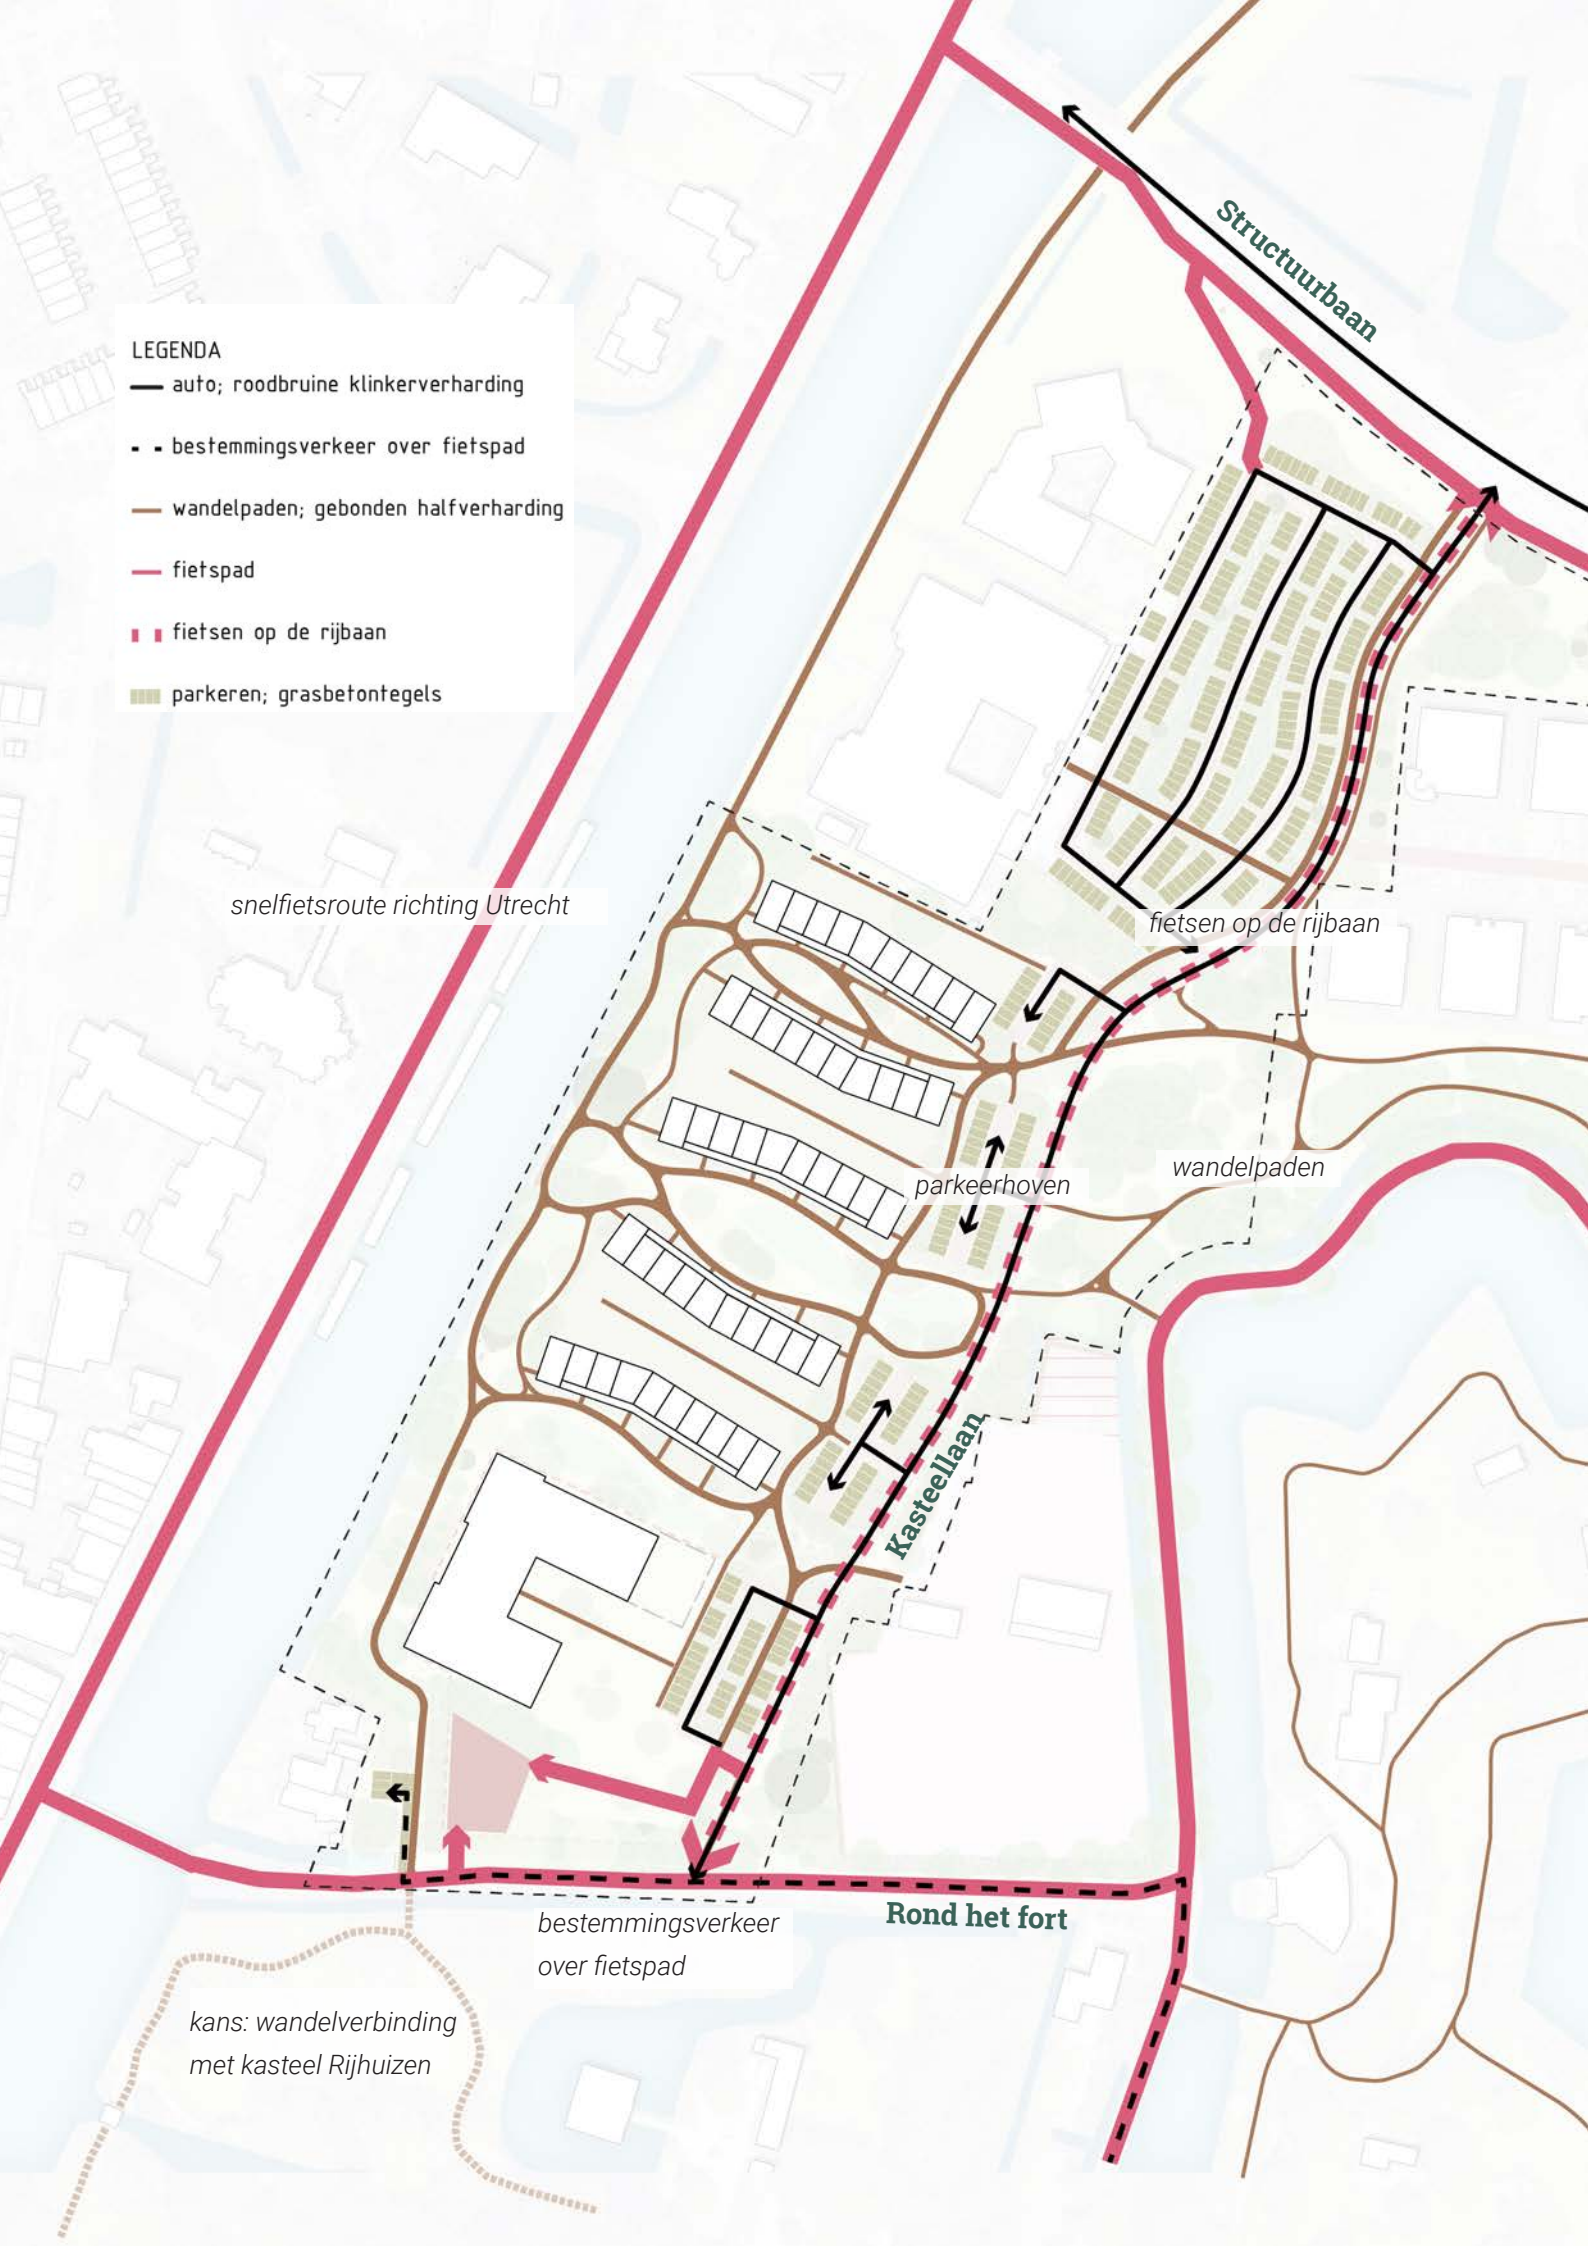 Structuurbaan
LEGENDA
auto; roodbruine klinkerverharding
bestemmingsverkeer over fietspad
wandelpaden; gebonden halfverharding
fietspad
fietsen op de rijbaan
parkeren; grasbetontegels
snelfietsroute richting Utrecht
fietsen op de rijbaan
wandelpaden
parkeerhoven
Kasteellaan
Rond het fort
bestemmingsverkeer
over fietspad
kans: wandelverbinding
met kasteel Rijhuizen